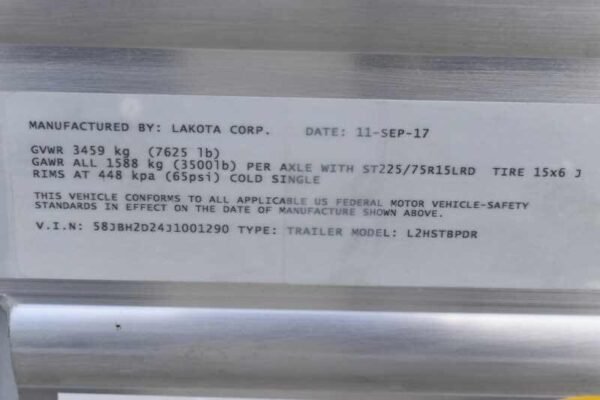 MANUFACTURED BY: LAKOTA CORP. DATE: 11-SEP-17
GVWR 3459 kg (7625 lb)
GAWR ALL 1588 kg (3500lb) PER AXLE WITH ST225/75R15LRD TIRE 15x6 J
RIMS AT 448 kpa (65psi) COLD SINGLE
THIS VEHICLE CONFORMS TO ALL APPLICABLE US FEDERAL MOTOR VEHICLE-SAFETY
STANDARDS IN EFFECT ON THE DATE OF MANUFACTURE SHOWN ABOVE.
V.I.N: 58JBH2D24J1001290 TYPE: TRAILER MODEL: L2HSTBPDR